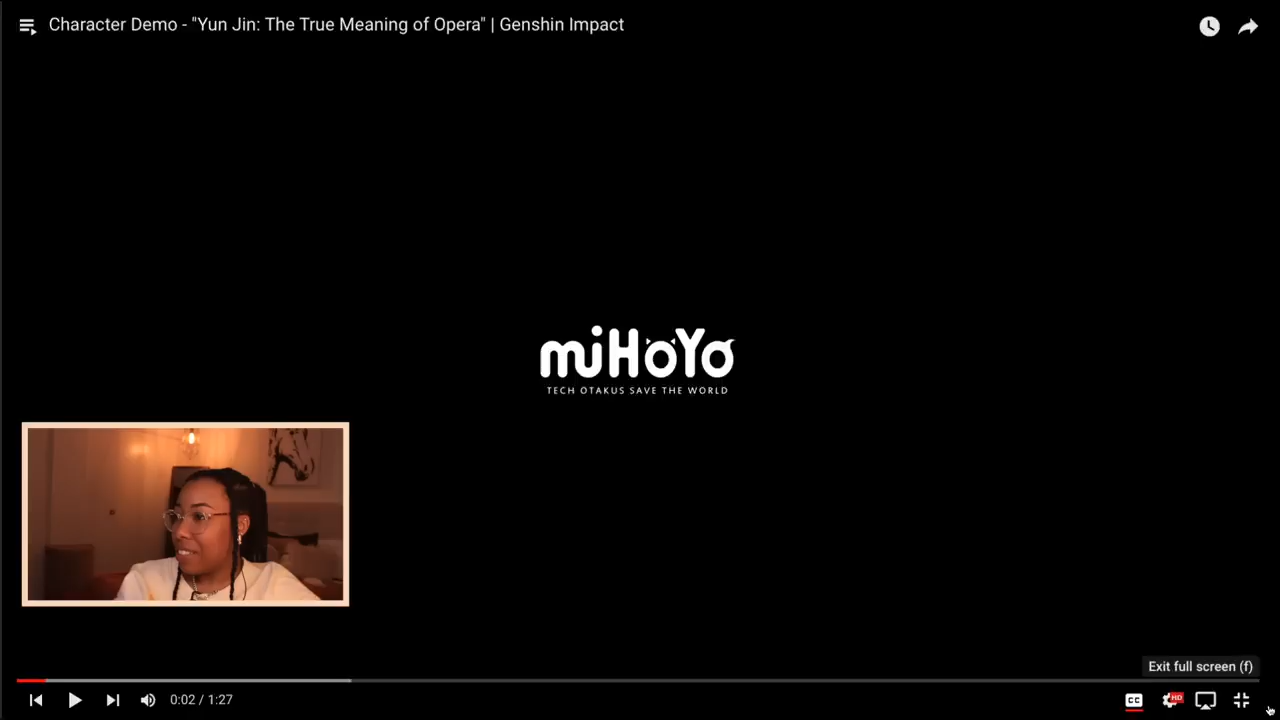 Character Demo - "Yun Jin: The True Meaning of Opera" | Genshin Impact
miHoYo
TECH OTAKUS SAVE THE WORLD
Exit full screen (f)
0:02 / 1:27
CC
HD